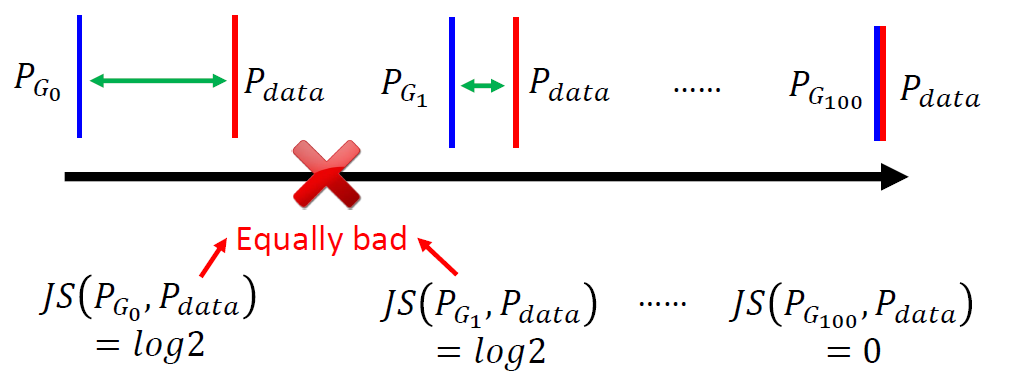 P_{G_0} P_{data} P_{G_1} P_{data} …… P_{G_{100}} P_{data}
Equally bad
JS(P_{G_0}, P_{data}) JS(P_{G_1}, P_{data}) …… JS(P_{G_{100}}, P_{data})
= log2 = log2 = 0